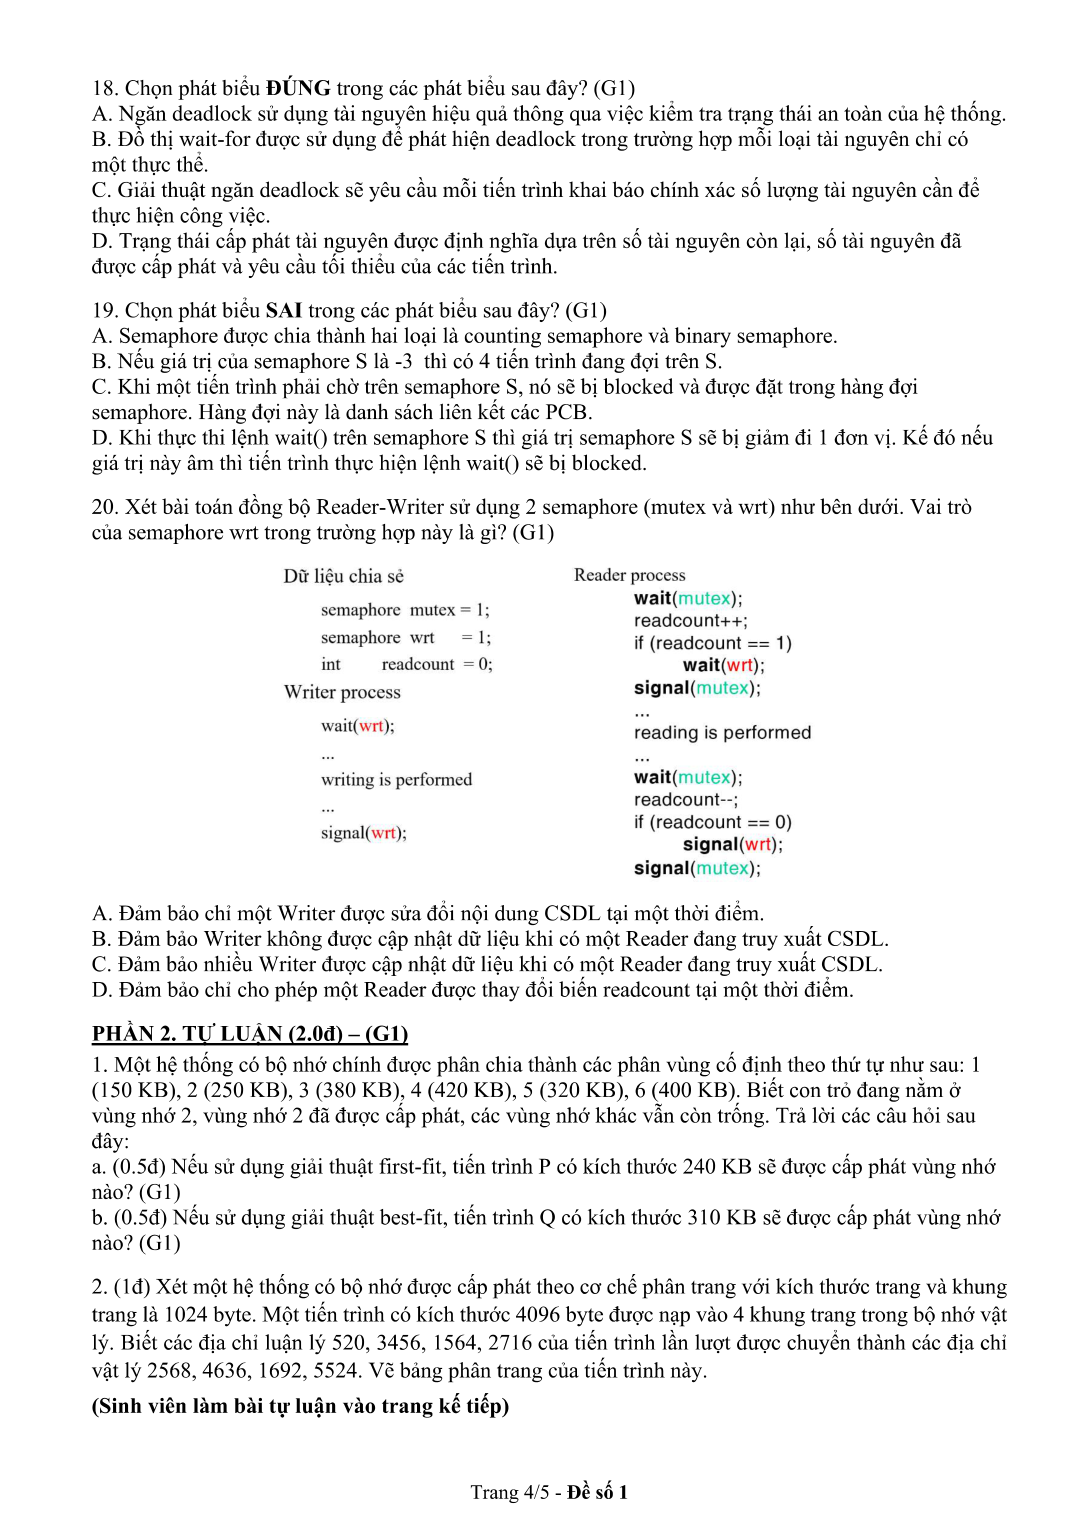 18. Chọn phát biểu ĐÚNG trong các phát biểu sau đây? (G1)
A. Ngăn deadlock sử dụng tài nguyên hiệu quả thông qua việc kiểm tra trạng thái an toàn của hệ thống.
B. Đồ thị wait-for được sử dụng để phát hiện deadlock trong trường hợp mỗi loại tài nguyên chỉ có
một thực thể.
C. Giải thuật ngăn deadlock sẽ yêu cầu mỗi tiến trình khai báo chính xác số lượng tài nguyên cần để
thực hiện công việc.
D. Trạng thái cấp phát tài nguyên được định nghĩa dựa trên số tài nguyên còn lại, số tài nguyên đã
được cấp phát và yêu cầu tối thiểu của các tiến trình.
19. Chọn phát biểu SAI trong các phát biểu sau đây? (G1)
A. Semaphore được chia thành hai loại là counting semaphore và binary semaphore.
B. Nếu giá trị của semaphore S là -3 thì có 4 tiến trình đang đợi trên S.
C. Khi một tiến trình phải chờ trên semaphore S, nó sẽ bị blocked và được đặt trong hàng đợi
semaphore. Hàng đợi này là danh sách liên kết các PCB.
D. Khi thực thi lệnh wait() trên semaphore S thì giá trị semaphore S sẽ bị giảm đi 1 đơn vị. Kế đó nếu
giá trị này âm thì tiến trình thực hiện lệnh wait() sẽ bị blocked.
20. Xét bài toán đồng bộ Reader-Writer sử dụng 2 semaphore (mutex và wrt) như bên dưới. Vai trò
của semaphore wrt trong trường hợp này là gì? (G1)
Dữ liệu chia sẻ
semaphore mutex = 1;
semaphore wrt = 1;
int readcount = 0;
Writer process
wait(wrt);
...
writing is performed
...
signal(wrt);
Reader process
wait(mutex);
readcount++;
if (readcount == 1)
wait(wrt);
signal(mutex);
...
reading is performed
...
wait(mutex);
readcount--;
if (readcount == 0)
signal(wrt);
signal(mutex);
A. Đảm bảo chỉ một Writer được sửa đổi nội dung CSDL tại một thời điểm.
B. Đảm bảo Writer không được cập nhật dữ liệu khi có một Reader đang truy xuất CSDL.
C. Đảm bảo nhiều Writer được cập nhật dữ liệu khi có một Reader đang truy xuất CSDL.
D. Đảm bảo chỉ cho phép một Reader được thay đổi biến readcount tại một thời điểm.
PHẦN 2. TỰ LUẬN (2.0đ) – (G1)
1. Một hệ thống có bộ nhớ chính được phân chia thành các phân vùng cố định theo thứ tự như sau: 1
(150 KB), 2 (250 KB), 3 (380 KB), 4 (420 KB), 5 (320 KB), 6 (400 KB). Biết con trỏ đang nằm ở
vùng nhớ 2, vùng nhớ 2 đã được cấp phát, các vùng nhớ khác vẫn còn trống. Trả lời các câu hỏi sau
đây:
a. (0.5đ) Nếu sử dụng giải thuật first-fit, tiến trình P có kích thước 240 KB sẽ được cấp phát vùng nhớ
nào? (G1)
b. (0.5đ) Nếu sử dụng giải thuật best-fit, tiến trình Q có kích thước 310 KB sẽ được cấp phát vùng nhớ
nào? (G1)
2. (1đ) Xét một hệ thống có bộ nhớ được cấp phát theo cơ chế phân trang với kích thước trang và khung
trang là 1024 byte. Một tiến trình có kích thước 4096 byte được nạp vào 4 khung trang trong bộ nhớ vật
lý. Biết các địa chỉ luận lý 520, 3456, 1564, 2716 của tiến trình lần lượt được chuyển thành các địa chỉ
vật lý 2568, 4636, 1692, 5524. Vẽ bảng phân trang của tiến trình này.
(Sinh viên làm bài tự luận vào trang kế tiếp)
Trang 4/5 - Đề số 1